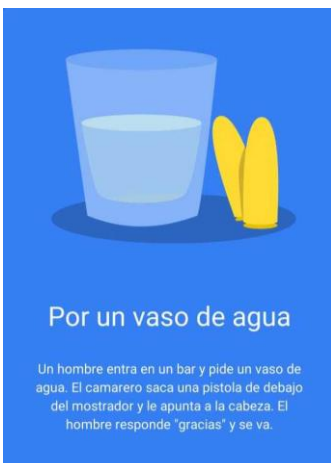 Por un vaso de agua
Un hombre entra en un bar y pide un vaso de
agua. El camarero saca una pistola de debajo
del mostrador y le apunta a la cabeza. El
hombre responde "gracias" y se va.